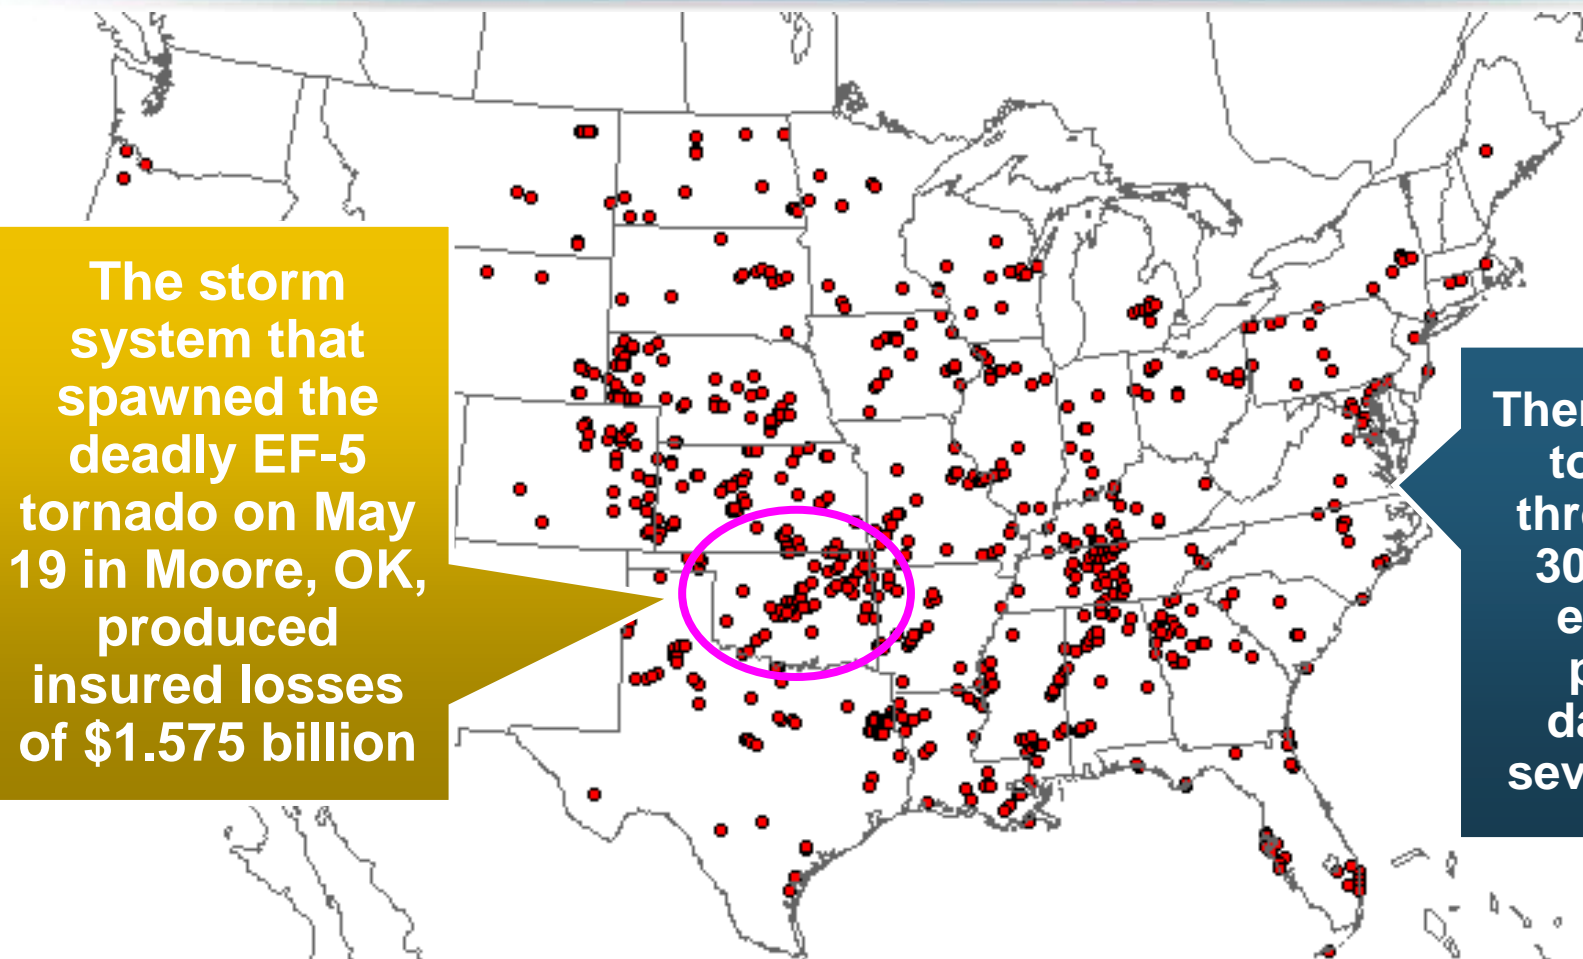 The storm
system that
spawned the
deadly EF-5
tornado on May
19 in Moore, OK,
produced
insured losses
of $1.575 billion
30